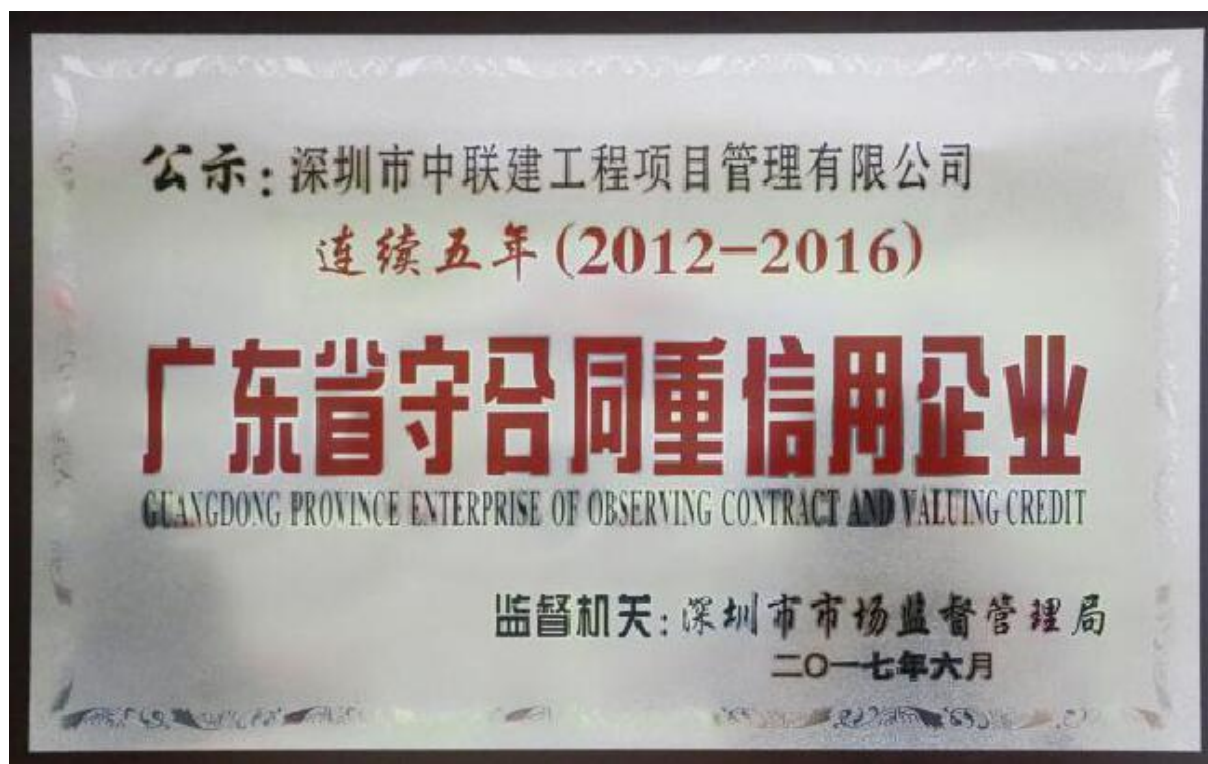 公示:深圳市中联建工程项目管理有限公司
连续五年(2012-2016)
广东省守合同重信用企业
GUANGDONG PROVINCE ENTERPRISE OF OBSERVING CONTRACT AND VALUING CREDIT
监督机关:深圳市市场监督管理局
二〇一七年六月